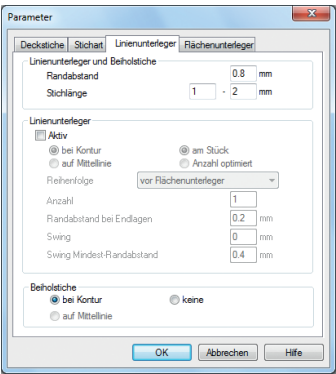 Parameter
Deckstiche Stichart Linienunterleger Flächenunterleger
Linienunterleger und Beiholstiche
Randabstand 0.8 mm
Stichlänge 1 - 2 mm
Linienunterleger
Aktiv
bei Kontur am Stück
auf Mittellinie Anzahl optimiert
Reihenfolge vor Flächenunterleger
Anzahl 1
Randabstand bei Endlagen 0.2 mm
Swing 0 mm
Swing Mindest-Randabstand 0.4 mm
Beiholstiche
bei Kontur keine
auf Mittellinie
OK Abbrechen Hilfe